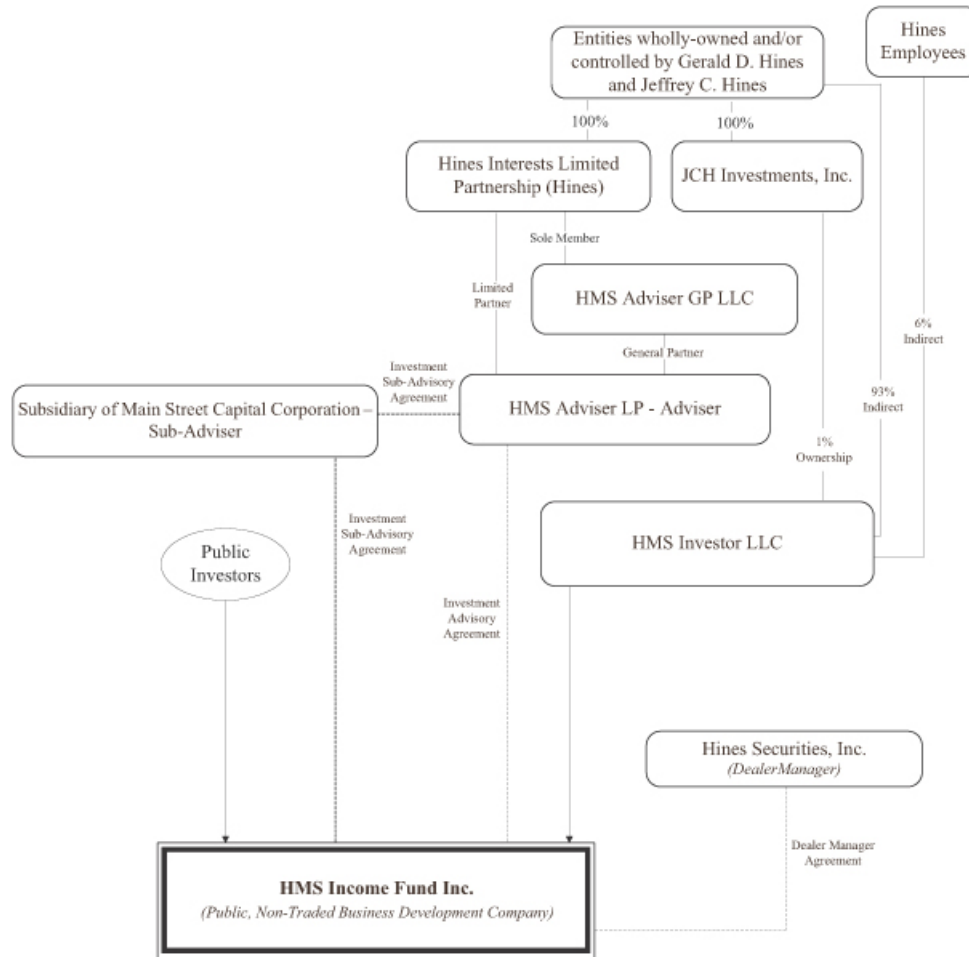 Entities wholly-owned and/or
controlled by Gerald D. Hines
and Jeffrey C. Hines
Hines
Employees
100%
100%
Hines Interests Limited
Partnership (Hines)
JCH Investments, Inc.
Sole Member
Limited
Partner
HMS Adviser GP LLC
6%
Indirect
General Partner
Investment
Sub-Advisory
Agreement
93%
Indirect
Subsidiary of Main Street Capital Corporation –
Sub-Adviser
HMS Adviser LP - Adviser
1%
Ownership
Investment
Sub-Advisory
Agreement
HMS Investor LLC
Public
Investors
Investment
Advisory
Agreement
Hines Securities, Inc.
(DealerManager)
Dealer Manager
Agreement
HMS Income Fund Inc.
(Public, Non-Traded Business Development Company)